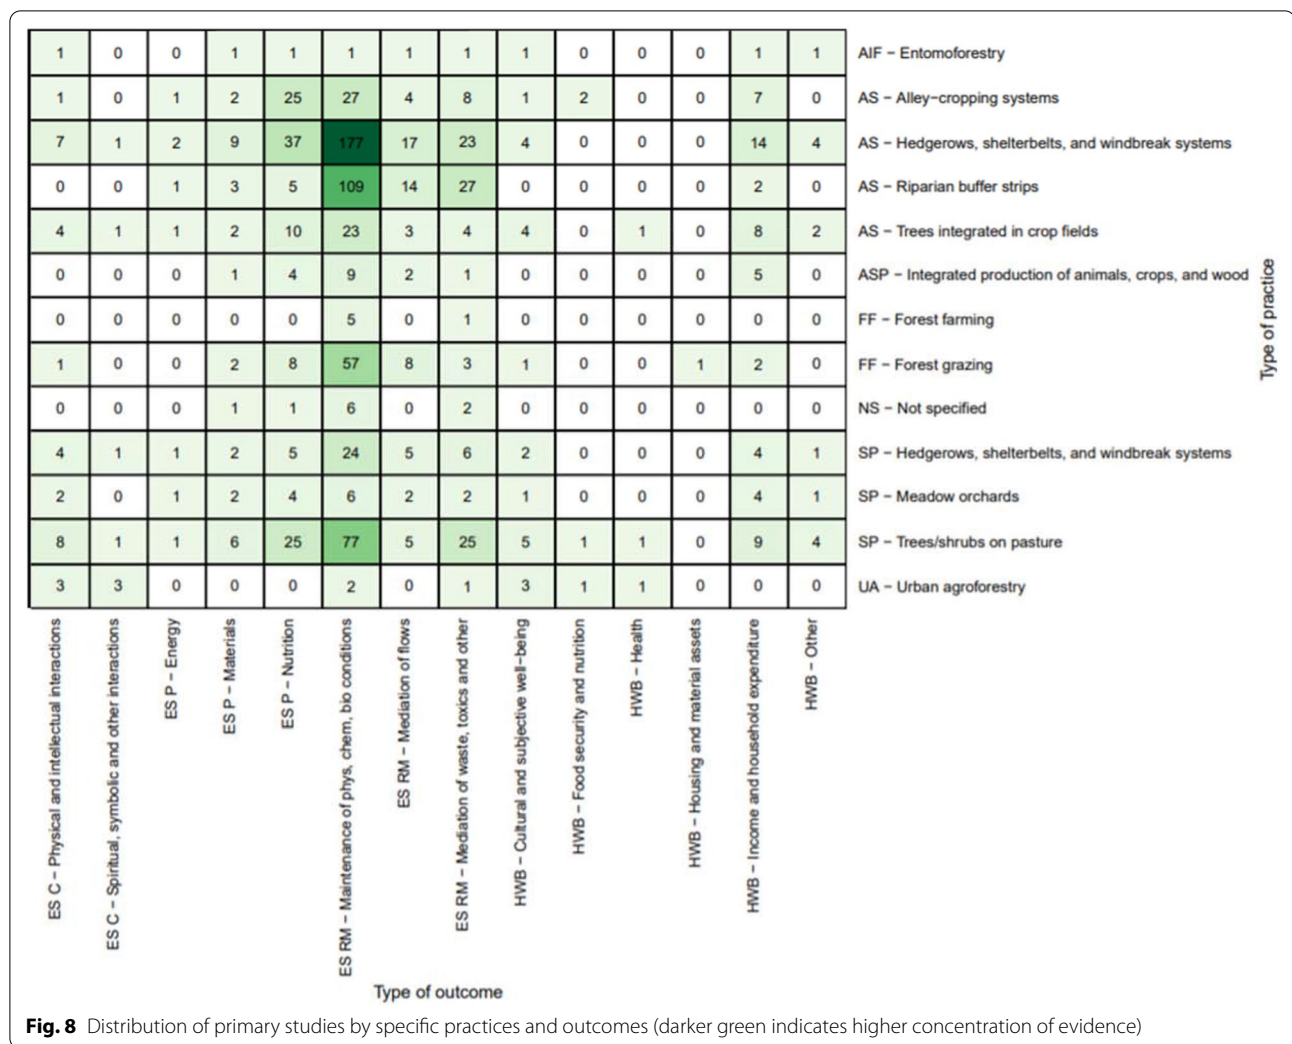 1 0 0 1 1 1 1 1 1 0 0 0 1 1 AIF − Entomoforestry
1 0 1 2 25 27 4 8 1 2 0 0 7 0 AS − Alley−cropping systems
7 1 2 9 37 177 17 23 4 0 0 0 14 4 AS − Hedgerows, shelterbelts, and windbreak systems
0 0 1 3 5 109 14 27 0 0 0 0 2 0 AS − Riparian buffer strips
4 1 1 2 10 23 3 4 4 0 1 0 8 2 AS − Trees integrated in crop fields
0 0 0 1 4 9 2 1 0 0 0 0 5 0 ASP − Integrated production of animals, crops, and wood
0 0 0 0 0 5 0 1 0 0 0 0 0 0 FF − Forest farming
1 0 0 2 8 57 8 3 1 0 0 1 2 0 FF − Forest grazing
0 0 0 1 1 6 0 2 0 0 0 0 0 0 NS − Not specified
4 1 1 2 5 24 5 6 2 0 0 0 4 1 SP − Hedgerows, shelterbelts, and windbreak systems
2 0 1 2 4 6 2 2 1 0 0 0 4 1 SP − Meadow orchards
8 1 1 6 25 77 5 25 5 1 1 0 9 4 SP − Trees/shrubs on pasture
3 3 0 0 0 2 0 1 3 1 1 0 0 0 UA − Urban agroforestry
Type of practice
ES C − Physical and intellectual interactions
ES C − Spiritual, symbolic and other interactions
ES P − Energy
ES P − Materials
ES P − Nutrition
ES RM − Maintenance of phys, chem, bio conditions
ES RM − Mediation of flows
ES RM − Mediation of waste, toxics and other
HWB − Cultural and subjective well−being
HWB − Food security and nutrition
HWB − Health
HWB − Housing and material assets
HWB − Income and household expenditure
HWB − Other
Type of outcome
Fig. 8 Distribution of primary studies by specific practices and outcomes (darker green indicates higher concentration of evidence)